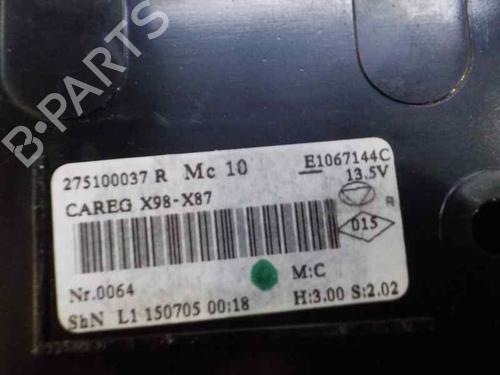 275100037 R Mc 10 E1067144C
13.5V
CAREG X98-X87
015 R
Nr.0064 M:C
ShN L1 150705 00:18 H:3.00 S:2.02
B-PARTS